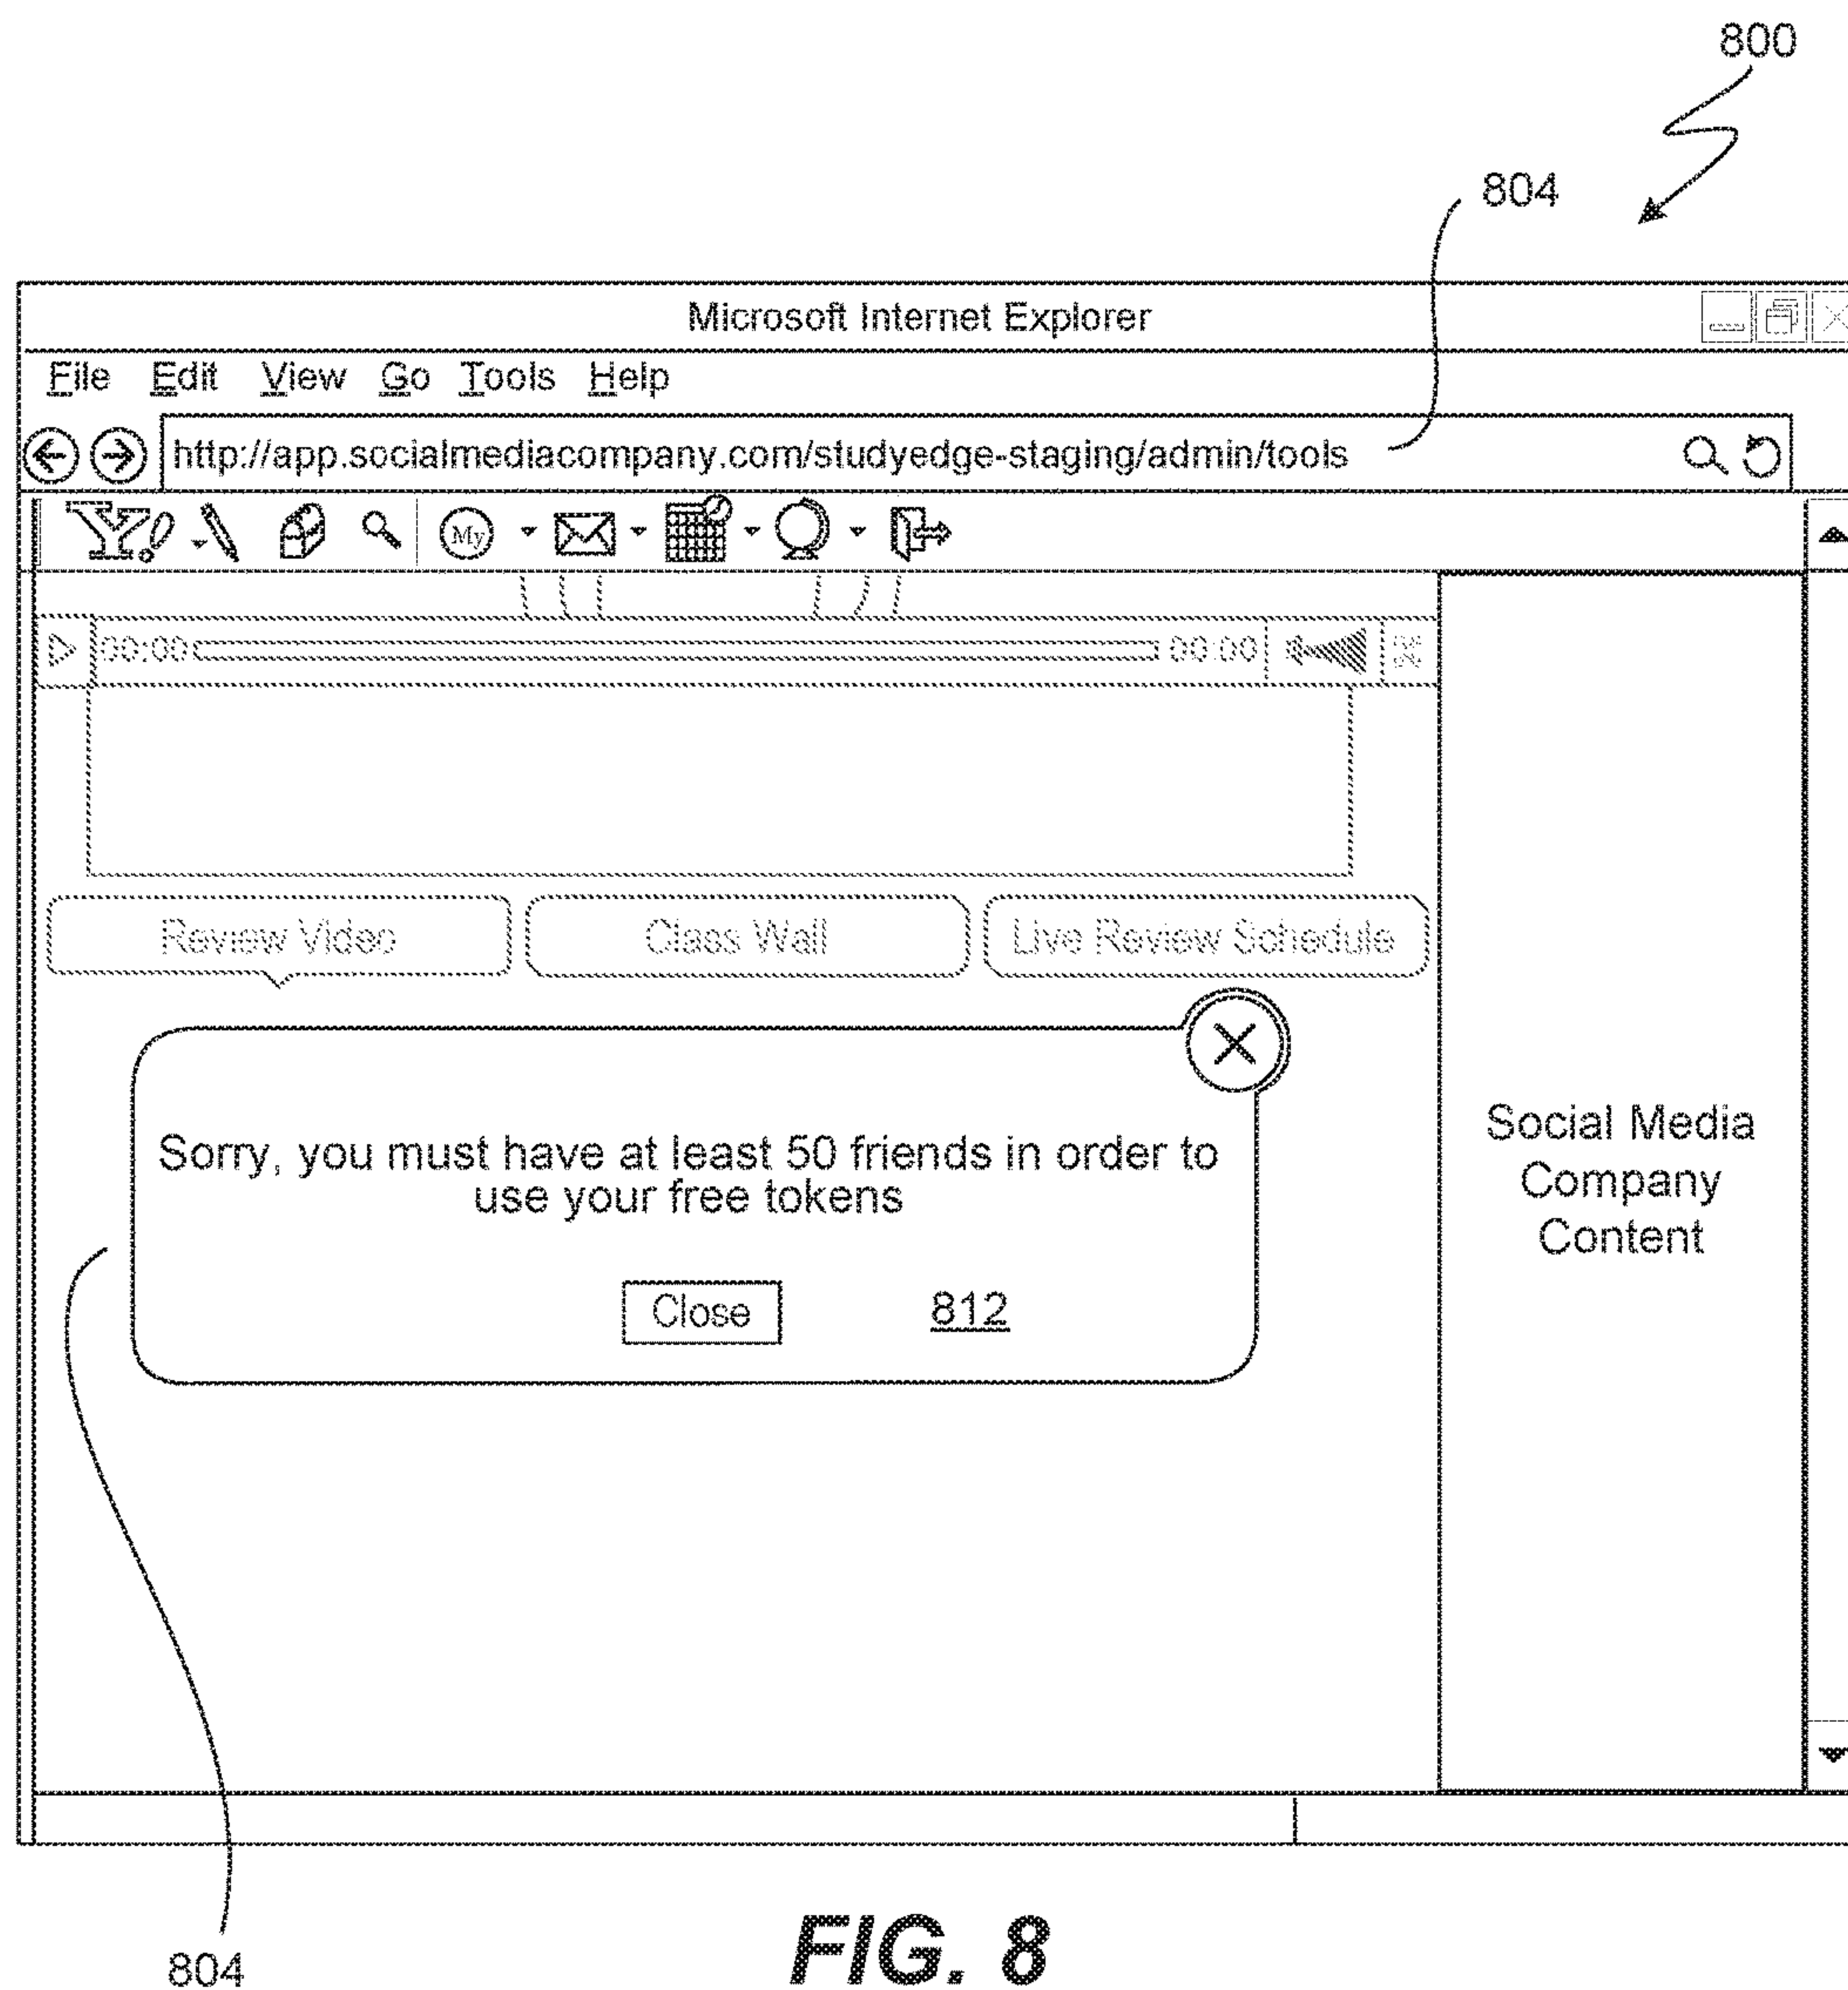 800
804
Microsoft Internet Explorer
File Edit View Go Tools Help
http://app.socialmediacompany.com/studyedge-staging/admin/tools
Y! My
00:00 00:00
Review Video Class Wall Live Review Schedule
Sorry, you must have at least 50 friends in order to
use your free tokens
Close 812
Social Media
Company
Content
804
FIG. 8